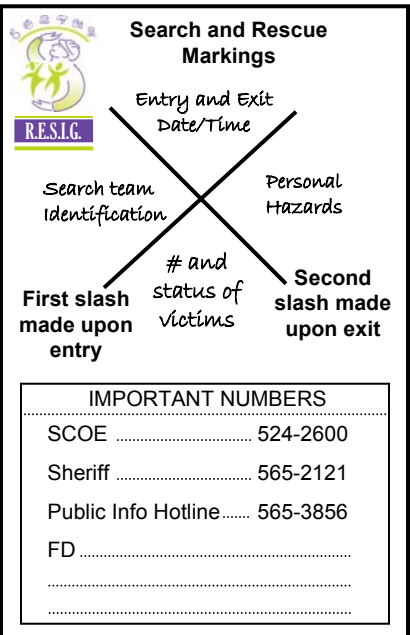 Search and Rescue
Markings
R.E.S.I.G.
Entry and Exit
Date/Time
Search team
Identification
Personal
Hazards
# and
status of
victims
First slash
made upon
entry
Second
slash made
upon exit
IMPORTANT NUMBERS
SCOE ................................ 524-2600
Sheriff ................................ 565-2121
Public Info Hotline....... 565-3856
FD